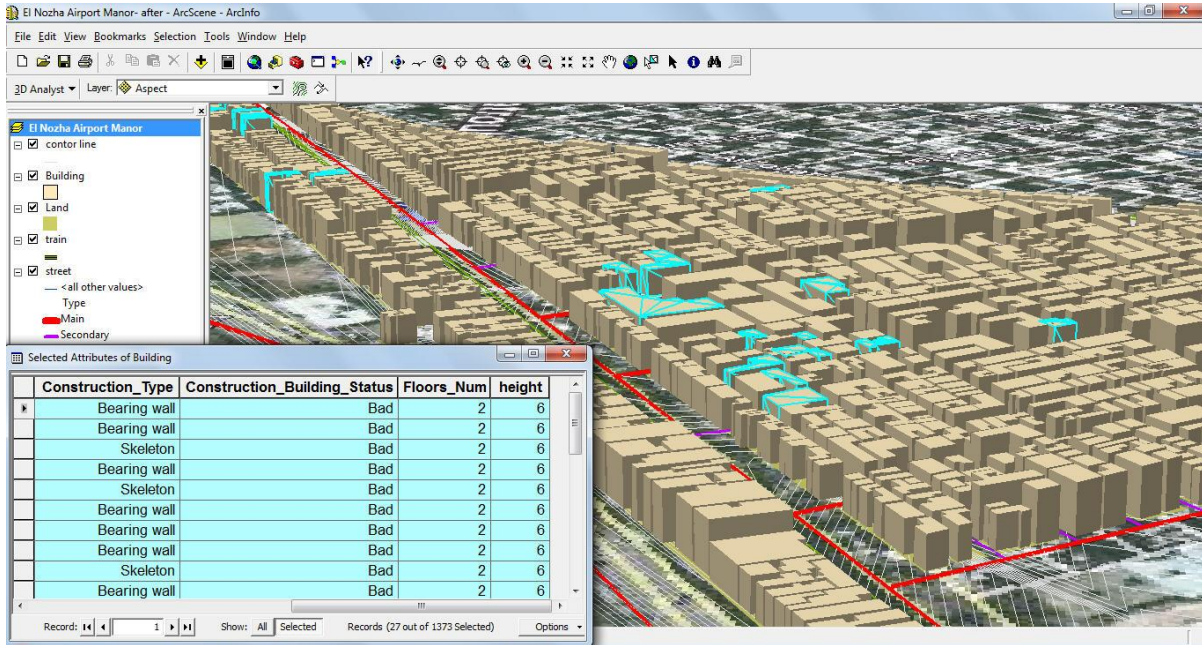 El Nozha Airport Manor- after - ArcScene - ArcInfo
File Edit View Bookmarks Selection Tools Window Help
3D Analyst Layer: Aspect
El Nozha Airport Manor
contor line
Building
Land
train
street
<all other values>
Type
Main
Secondary
Selected Attributes of Building
Construction_Type Construction_Building_Status Floors_Num height
Bearing wall Bad 2 6
Bearing wall Bad 2 6
Skeleton Bad 2 6
Bearing wall Bad 2 6
Skeleton Bad 2 6
Bearing wall Bad 2 6
Bearing wall Bad 2 6
Bearing wall Bad 2 6
Skeleton Bad 2 6
Bearing wall Bad 2 6
Record: 1 Show: All Selected Records (27 out of 1373 Selected) Options